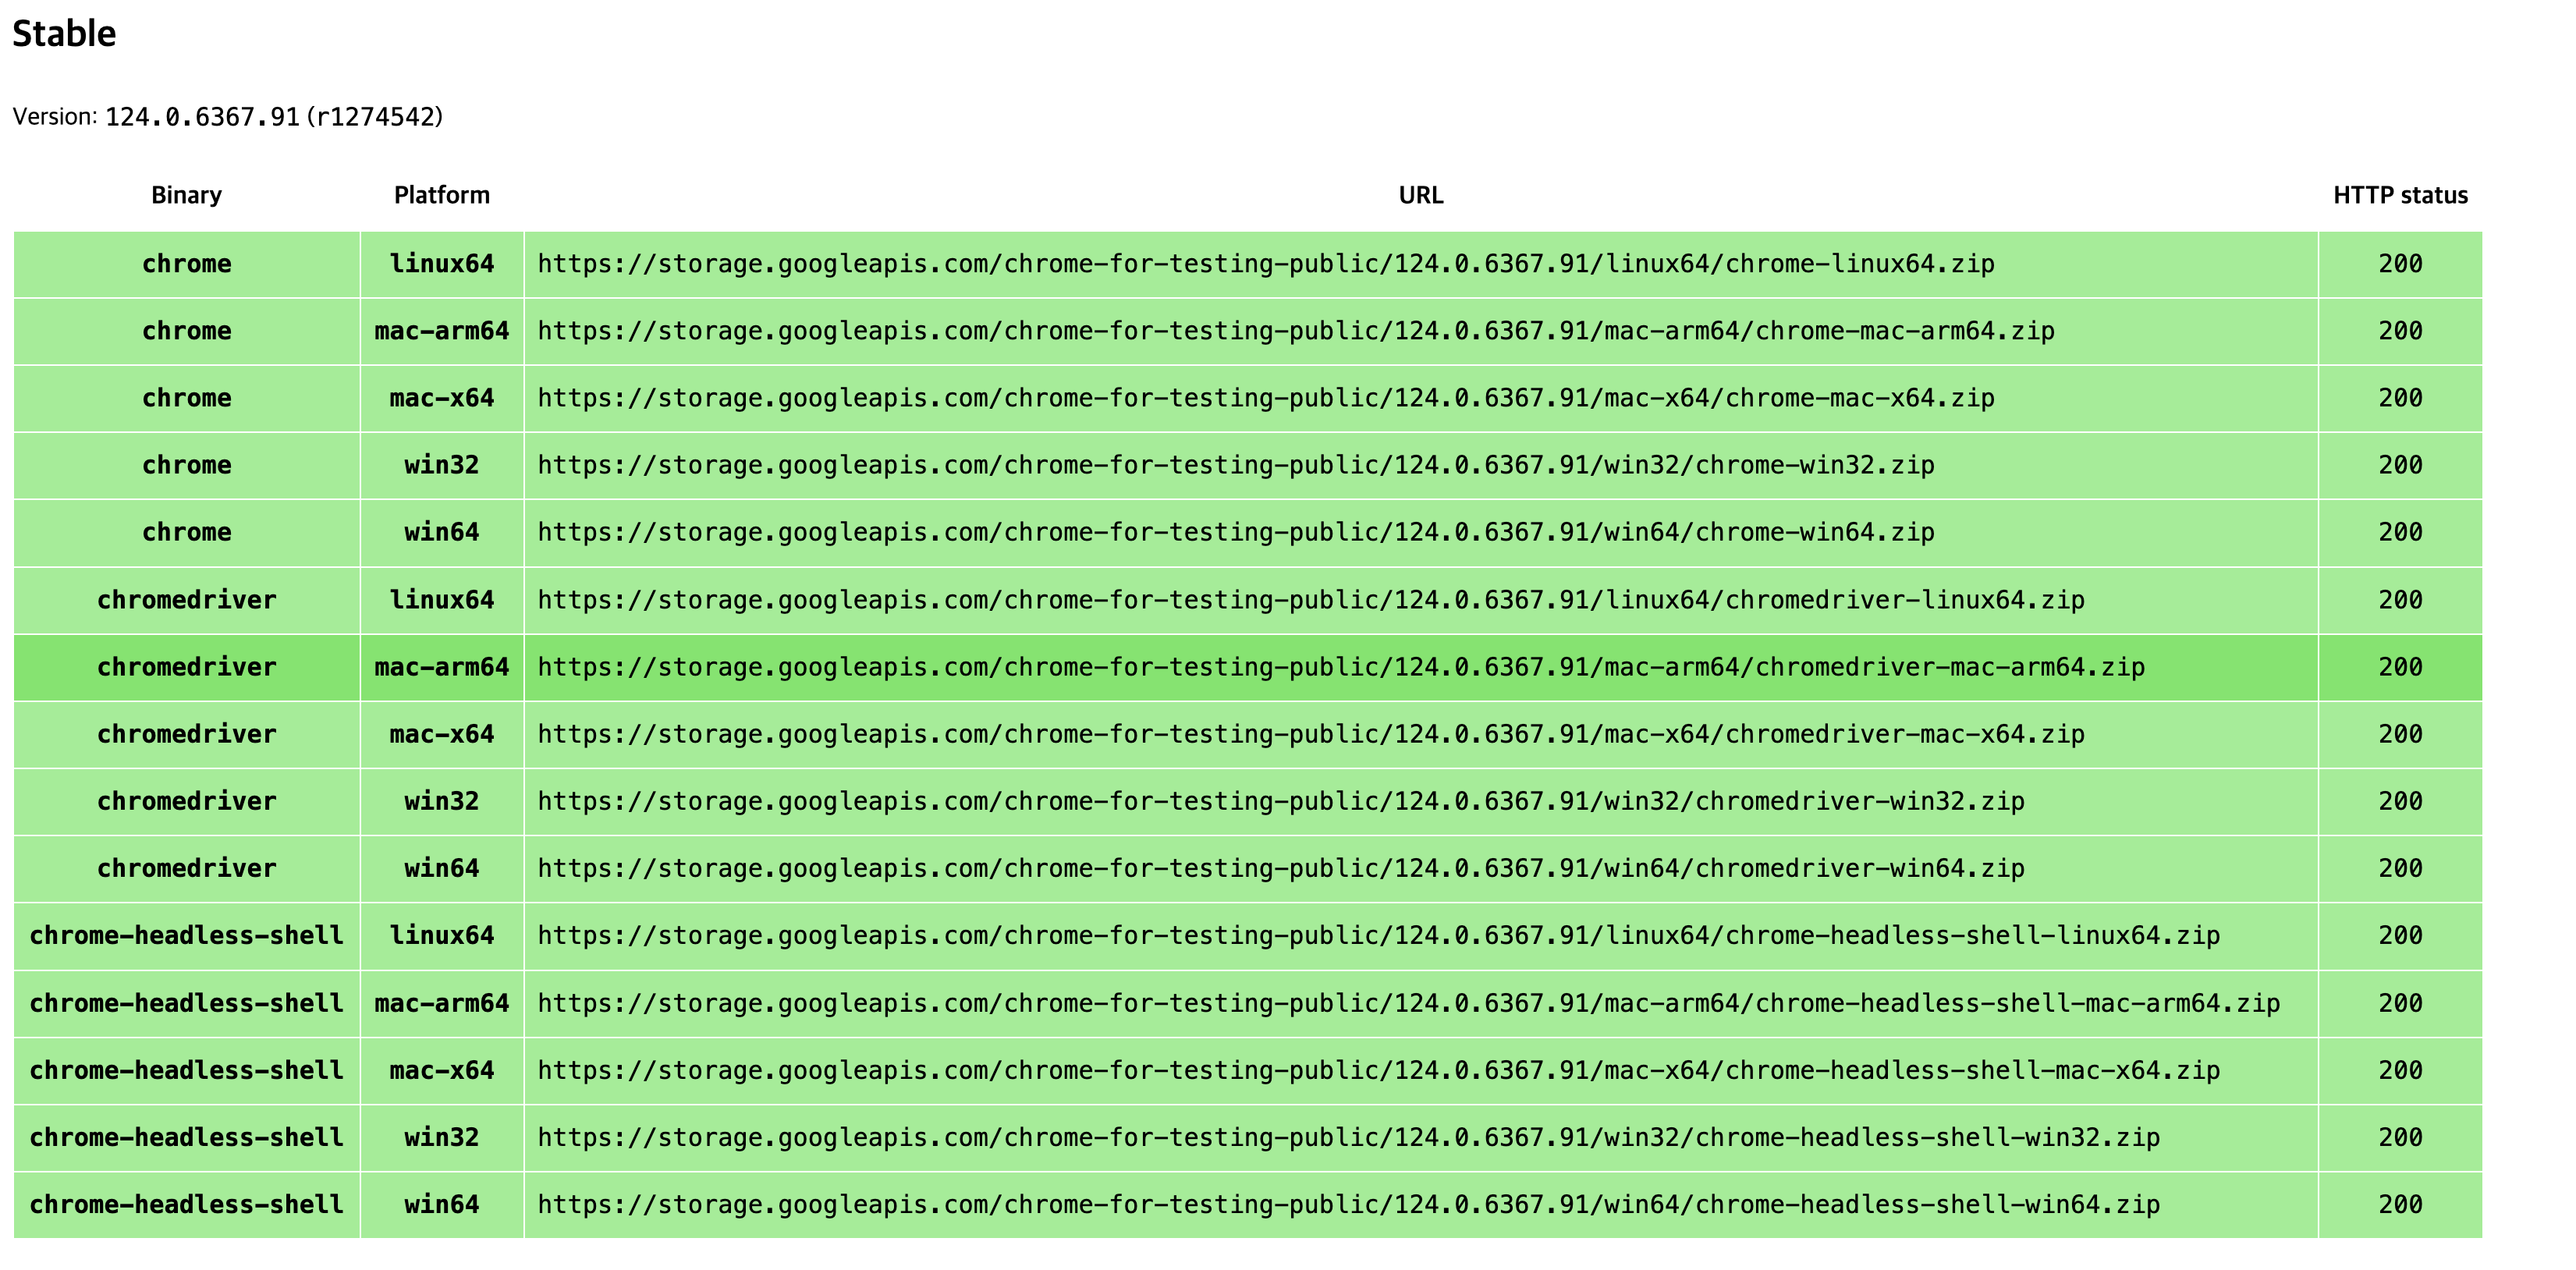 Stable
Version: 124.0.6367.91 (r1274542)
Binary Platform URL HTTP status
chrome linux64 https://storage.googleapis.com/chrome-for-testing-public/124.0.6367.91/linux64/chrome-linux64.zip 200
chrome mac-arm64 https://storage.googleapis.com/chrome-for-testing-public/124.0.6367.91/mac-arm64/chrome-mac-arm64.zip 200
chrome mac-x64 https://storage.googleapis.com/chrome-for-testing-public/124.0.6367.91/mac-x64/chrome-mac-x64.zip 200
chrome win32 https://storage.googleapis.com/chrome-for-testing-public/124.0.6367.91/win32/chrome-win32.zip 200
chrome win64 https://storage.googleapis.com/chrome-for-testing-public/124.0.6367.91/win64/chrome-win64.zip 200
chromedriver linux64 https://storage.googleapis.com/chrome-for-testing-public/124.0.6367.91/linux64/chromedriver-linux64.zip 200
chromedriver mac-arm64 https://storage.googleapis.com/chrome-for-testing-public/124.0.6367.91/mac-arm64/chromedriver-mac-arm64.zip 200
chromedriver mac-x64 https://storage.googleapis.com/chrome-for-testing-public/124.0.6367.91/mac-x64/chromedriver-mac-x64.zip 200
chromedriver win32 https://storage.googleapis.com/chrome-for-testing-public/124.0.6367.91/win32/chromedriver-win32.zip 200
chromedriver win64 https://storage.googleapis.com/chrome-for-testing-public/124.0.6367.91/win64/chromedriver-win64.zip 200
chrome-headless-shell linux64 https://storage.googleapis.com/chrome-for-testing-public/124.0.6367.91/linux64/chrome-headless-shell-linux64.zip 200
chrome-headless-shell mac-arm64 https://storage.googleapis.com/chrome-for-testing-public/124.0.6367.91/mac-arm64/chrome-headless-shell-mac-arm64.zip 200
chrome-headless-shell mac-x64 https://storage.googleapis.com/chrome-for-testing-public/124.0.6367.91/mac-x64/chrome-headless-shell-mac-x64.zip 200
chrome-headless-shell win32 https://storage.googleapis.com/chrome-for-testing-public/124.0.6367.91/win32/chrome-headless-shell-win32.zip 200
chrome-headless-shell win64 https://storage.googleapis.com/chrome-for-testing-public/124.0.6367.91/win64/chrome-headless-shell-win64.zip 200